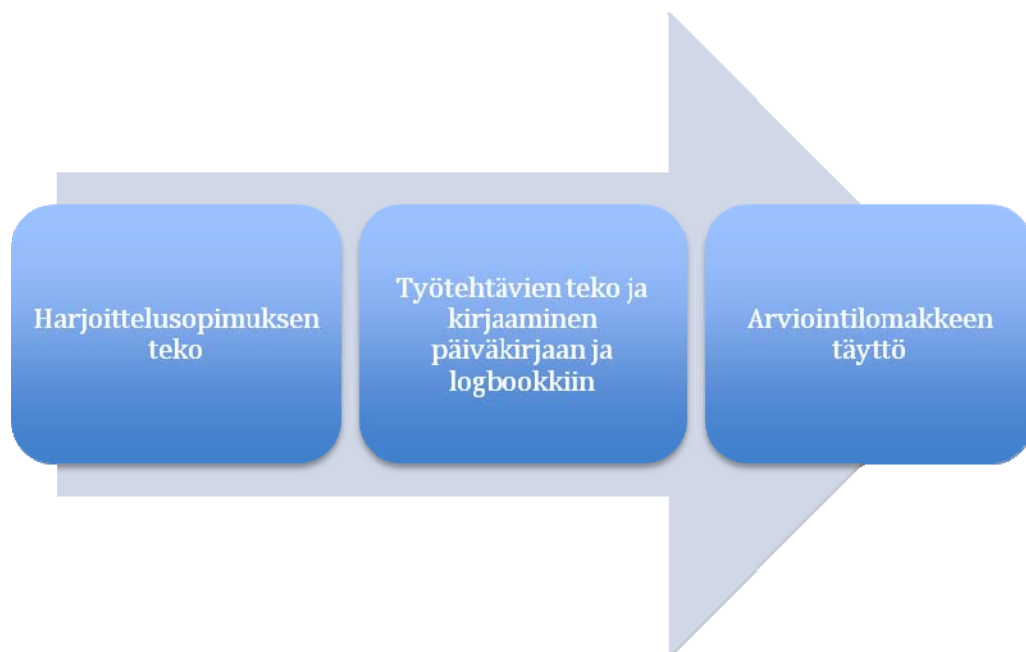 Harjoittelusopimuksen
teko
Työtehtävien teko ja
kirjaaminen
päiväkirjaan ja
logbookkiin
Arviointilomakkeen
täyttö